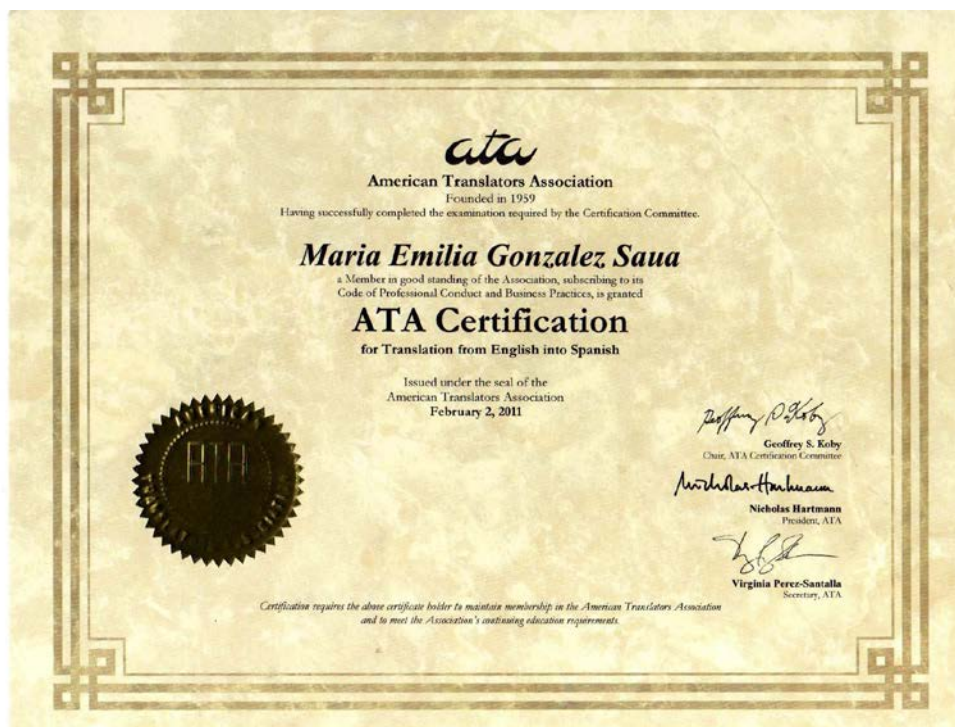 ata
American Translators Association
Founded in 1959
Having successfully completed the examination required by the Certification Committee.
Maria Emilia Gonzalez Saua
a Member in good standing of the Association, subscribing to its
Code of Professional Conduct and Business Practices, is granted
ATA Certification
for Translation from English into Spanish
Issued under the seal of the
American Translators Association
February 2, 2011
ATA
Geoffrey S. Koby
Chair, ATA Certification Committee
Nicholas Hartmann
Nicholas Hartmann
President, ATA
Virginia Perez-Santalla
Secretary, ATA
Certification requires the above certificate holder to maintain membership in the American Translators Association
and to meet the Association's continuing education requirements.